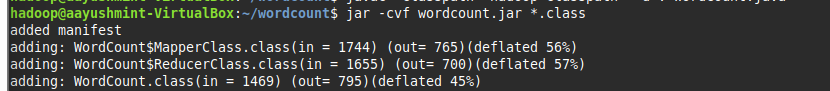 hadoop@aayushmint-VirtualBox:~/wordcount$ jar -cvf wordcount.jar *.class
added manifest
adding: WordCount$MapperClass.class(in = 1744) (out= 765)(deflated 56%)
adding: WordCount$ReducerClass.class(in = 1655) (out= 700)(deflated 57%)
adding: WordCount.class(in = 1469) (out= 795)(deflated 45%)